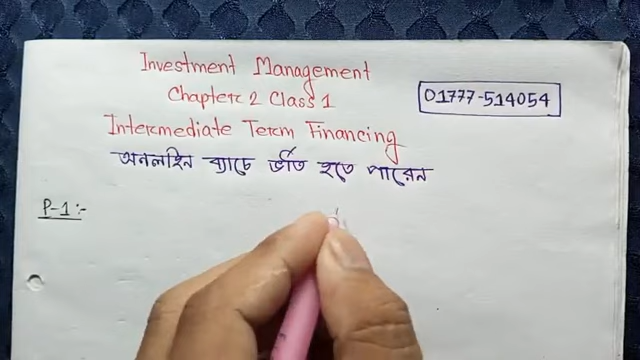 Investment Management
Chapter 2 Class 1
01777-514054
Intermediate Term Financing
অনলাইন ব্যাচে ভর্তি হতে পারেন
P-1:-